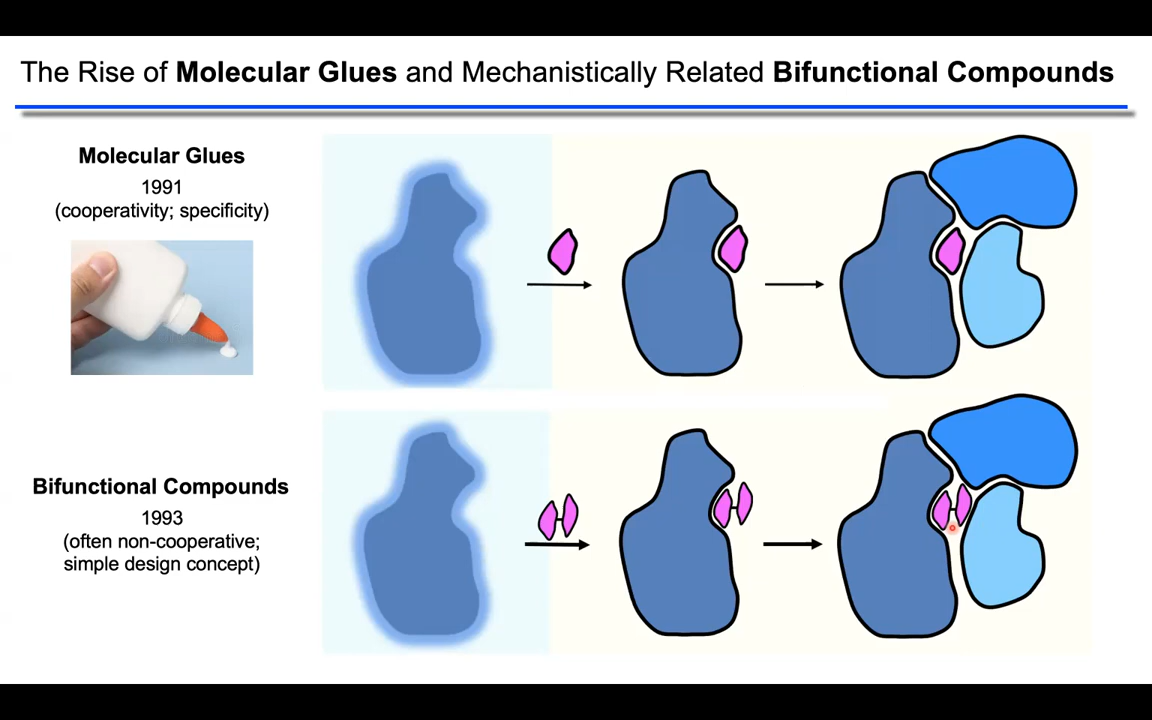 The Rise of Molecular Glues and Mechanistically Related Bifunctional Compounds
Molecular Glues
1991
(cooperativity; specificity)
Bifunctional Compounds
1993
(often non-cooperative;
simple design concept)